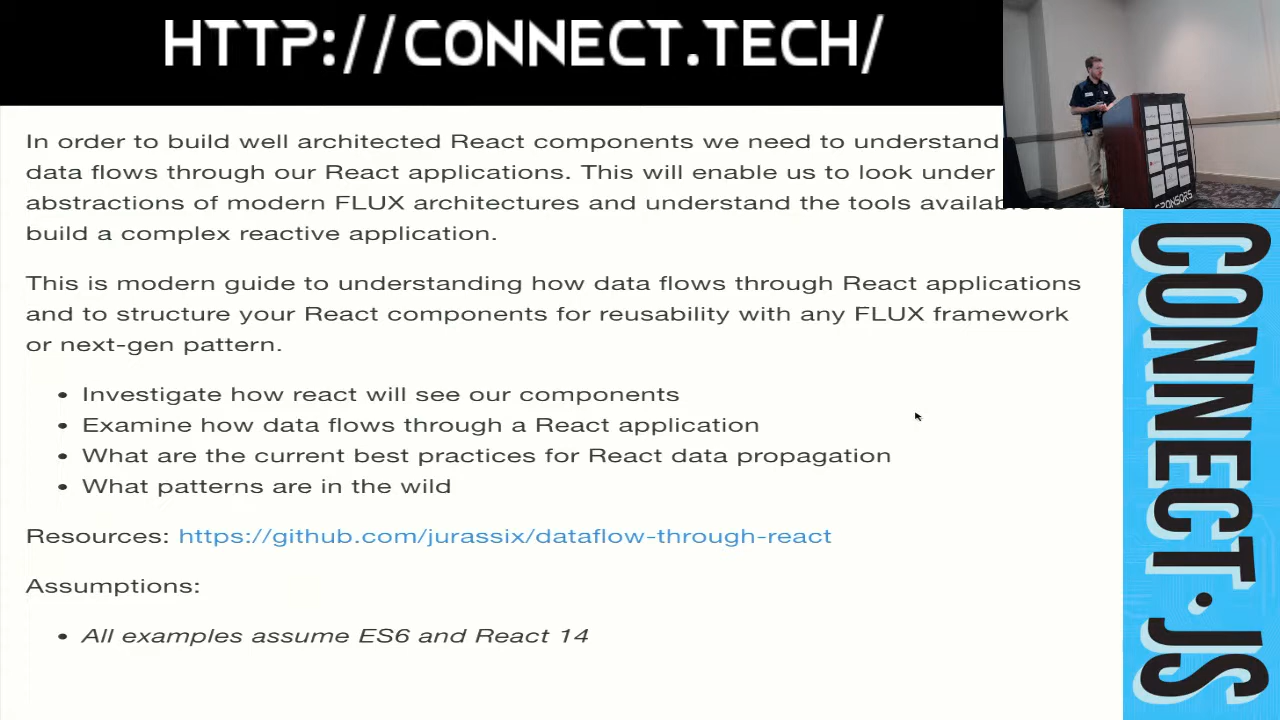 HTTP://CONNECT.TECH/
In order to build well architected React components we need to understand
data flows through our React applications. This will enable us to look under
abstractions of modern FLUX architectures and understand the tools available to
build a complex reactive application.
This is modern guide to understanding how data flows through React applications
and to structure your React components for reusability with any FLUX framework
or next-gen pattern.
• Investigate how react will see our components
• Examine how data flows through a React application
• What are the current best practices for React data propagation
• What patterns are in the wild
Resources: https://github.com/jurassix/dataflow-through-react
Assumptions:
• All examples assume ES6 and React 14
SPONSORS
CONNECT.JS